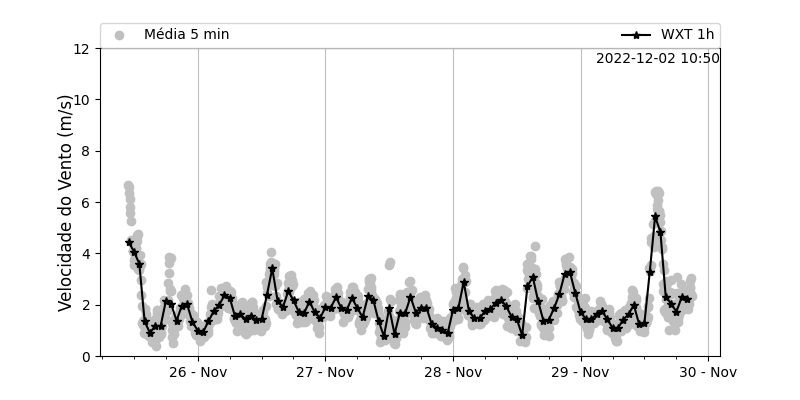 Média 5 min
WXT 1h
2022-12-02 10:50
Velocidade do Vento (m/s)
12
10
8
6
4
2
0
26 - Nov
27 - Nov
28 - Nov
29 - Nov
30 - Nov